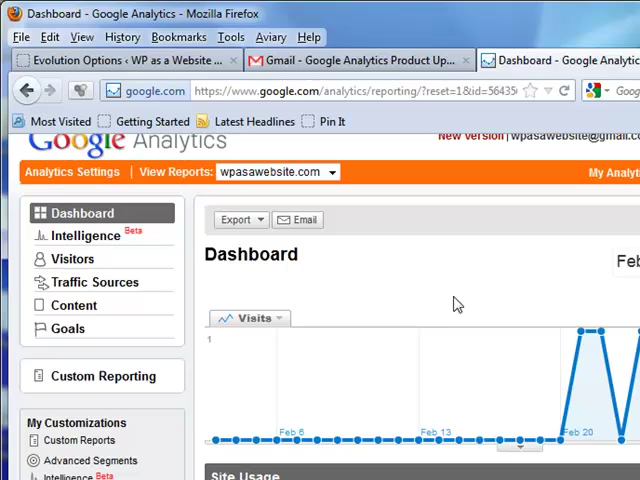 Dashboard - Google Analytics - Mozilla Firefox
File Edit View History Bookmarks Tools Aviary Help
Evolution Options ‹ WP as a Website ... × Gmail - Google Analytics Product Up... × Dashboard - Google Analytic
google.com https://www.google.com/analytics/reporting/?reset=1&id=56435 Goo
Most Visited Getting Started Latest Headlines Pin It
Google Analytics New version | wpasawebsite@gmail.co
Analytics Settings | View Reports: wpasawebsite.com My Analyt
Dashboard
Intelligence Beta
Visitors
Traffic Sources
Content
Goals
Custom Reporting
My Customizations
Custom Reports
Advanced Segments
Intelligence Beta
Export Email
Dashboard
Feb
Visits
1
Feb 6 Feb 13 Feb 20
Site Usage